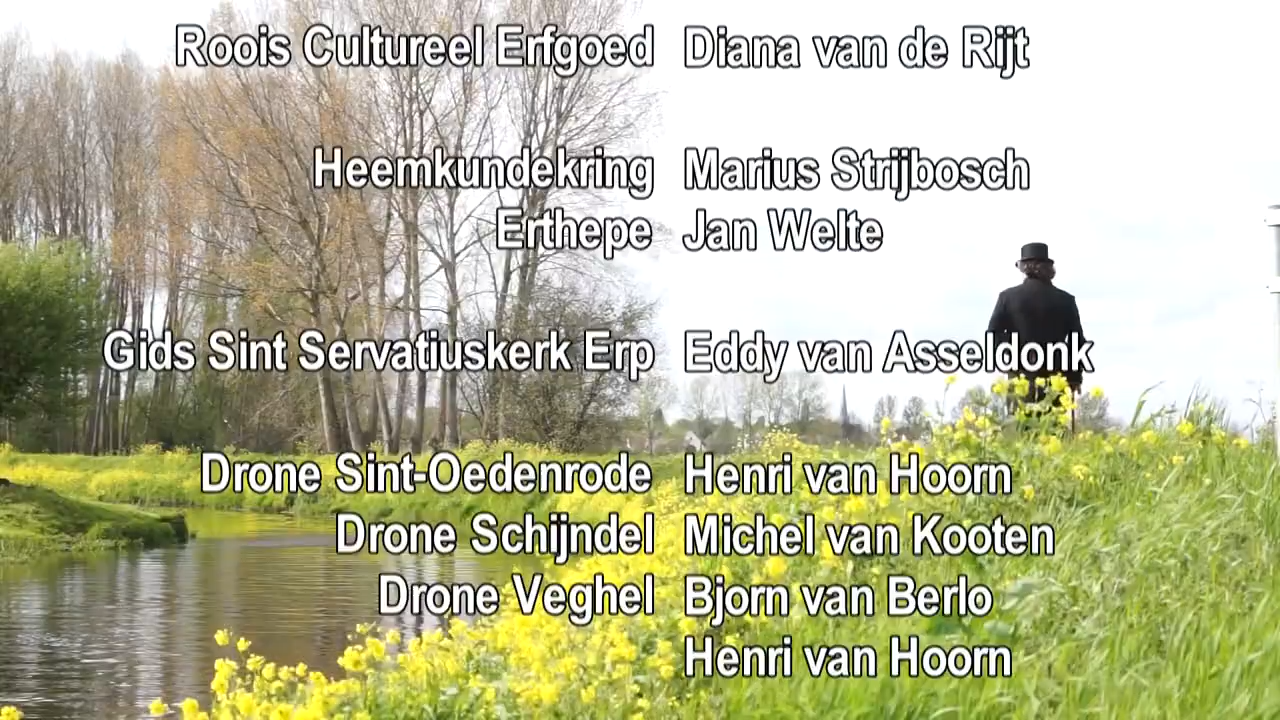 Roois Cultureel Erfgoed Diana van de Rijt
Heemkundekring Marius Strijbosch
Erthepe Jan Welte
Gids Sint Servatiuskerk Erp Eddy van Asseldonk
Drone Sint-Oedenrode Henri van Hoorn
Drone Schijndel Michel van Kooten
Drone Veghel Bjorn van Berlo
Henri van Hoorn